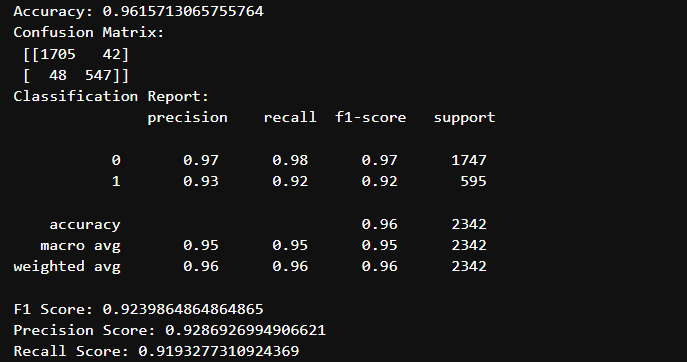 Accuracy: 0.9615713065755764
Confusion Matrix:
[[1705 42]
[ 48 547]]
Classification Report:
precision recall f1-score support
0 0.97 0.98 0.97 1747
1 0.93 0.92 0.92 595
accuracy 0.96 2342
macro avg 0.95 0.95 0.95 2342
weighted avg 0.96 0.96 0.96 2342
F1 Score: 0.9239864864864865
Precision Score: 0.9286926994906621
Recall Score: 0.9193277310924369